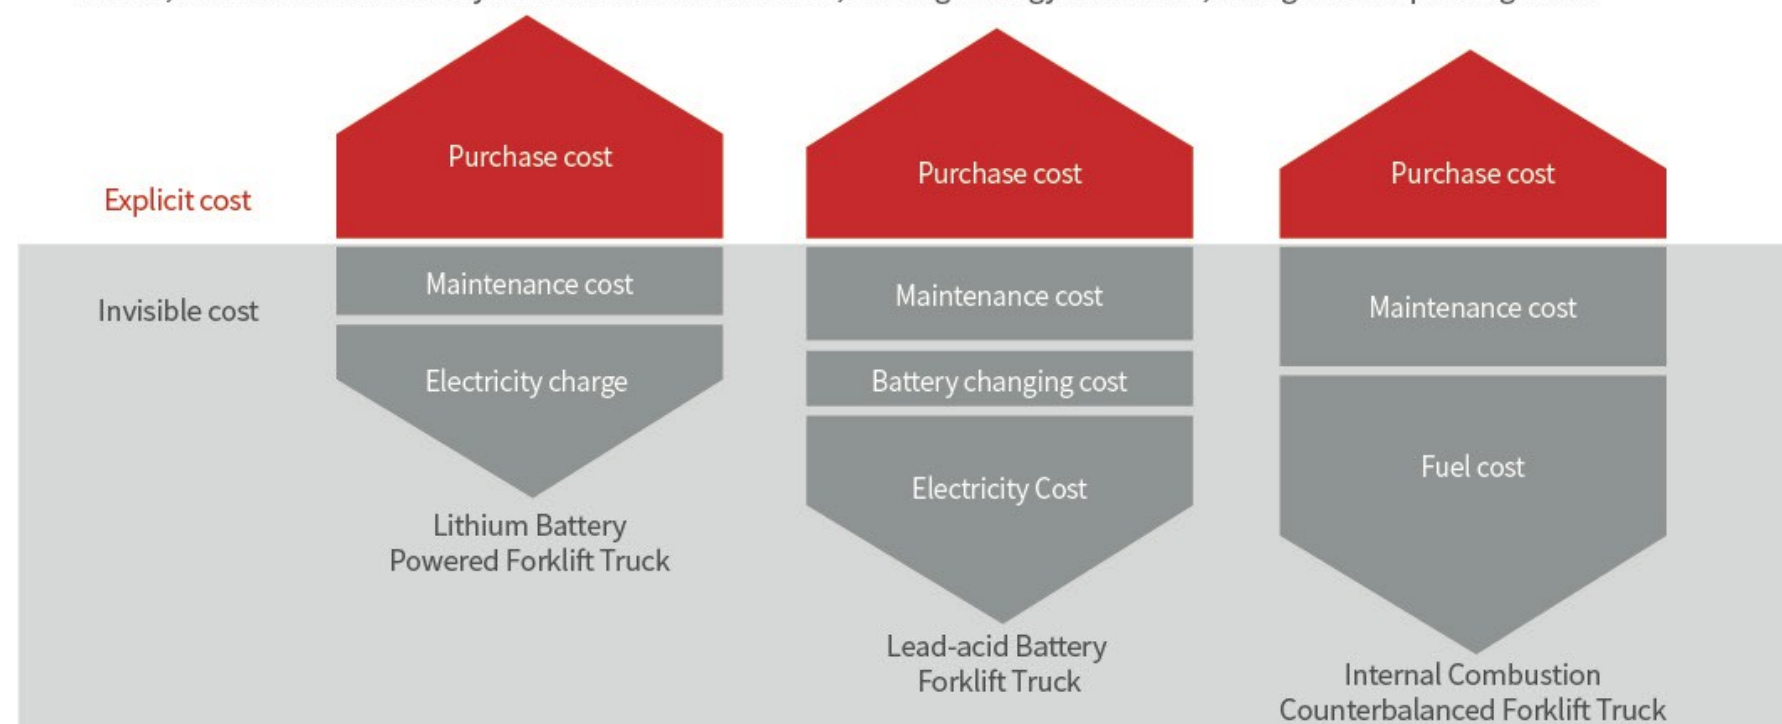 Purchase cost
Purchase cost
Purchase cost
Explicit cost
Maintenance cost
Maintenance cost
Maintenance cost
Invisible cost
Electricity charge
Battery changing cost
Fuel cost
Electricity Cost
Lithium Battery
Powered Forklift Truck
Lead-acid Battery
Forklift Truck
Internal Combustion
Counterbalanced Forklift Truck